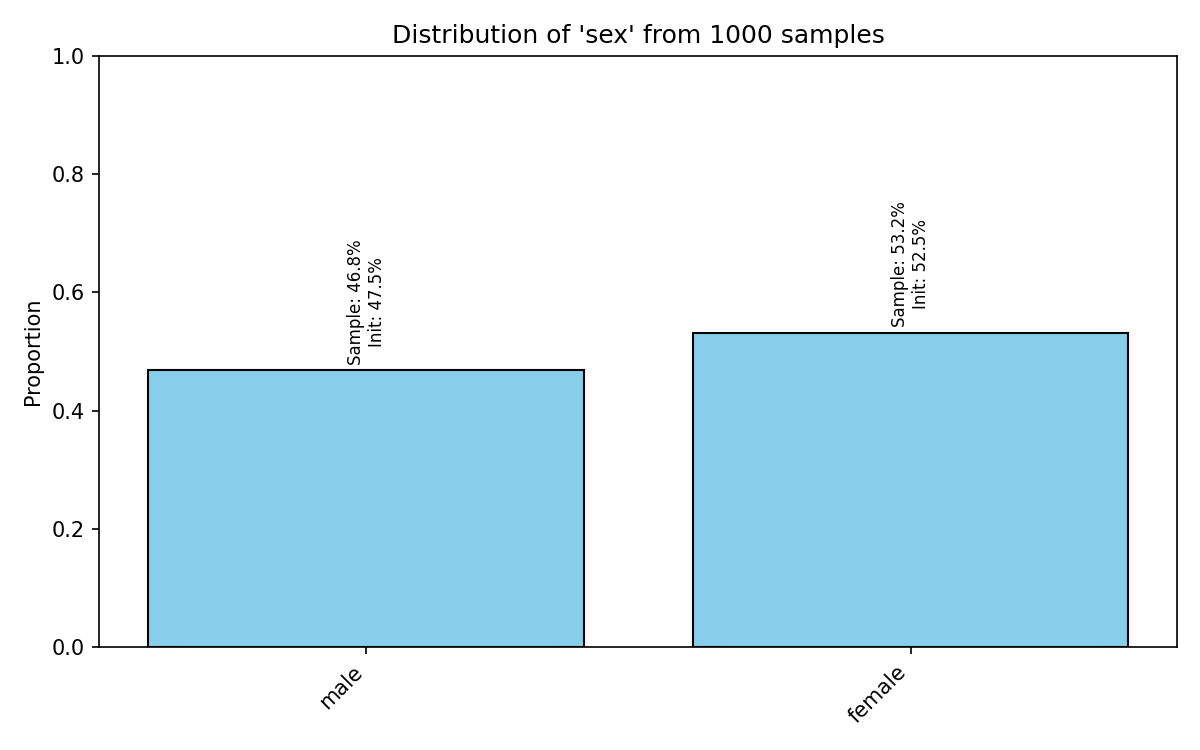 Distribution of 'sex' from 1000 samples
Proportion
1.0
0.8
0.6
0.4
0.2
0.0
Sample: 46.8%
Init: 47.5%
Sample: 53.2%
Init: 52.5%
male
female